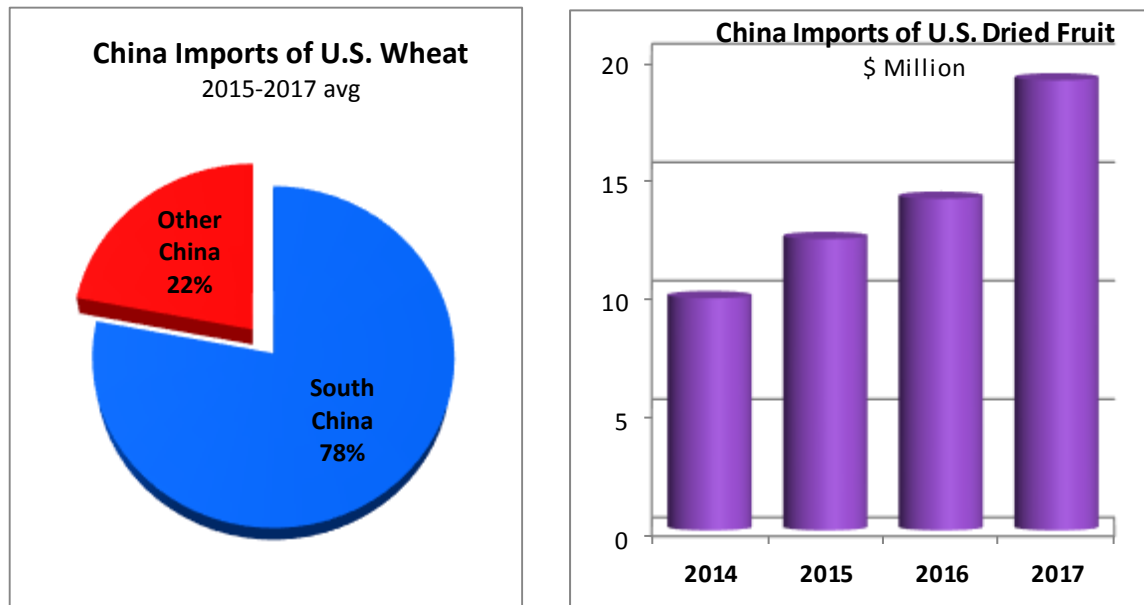 China Imports of U.S. Wheat
2015-2017 avg
Other
China
22%
South
China
78%
China Imports of U.S. Dried Fruit
$ Million
20
15
10
5
0
2014 2015 2016 2017